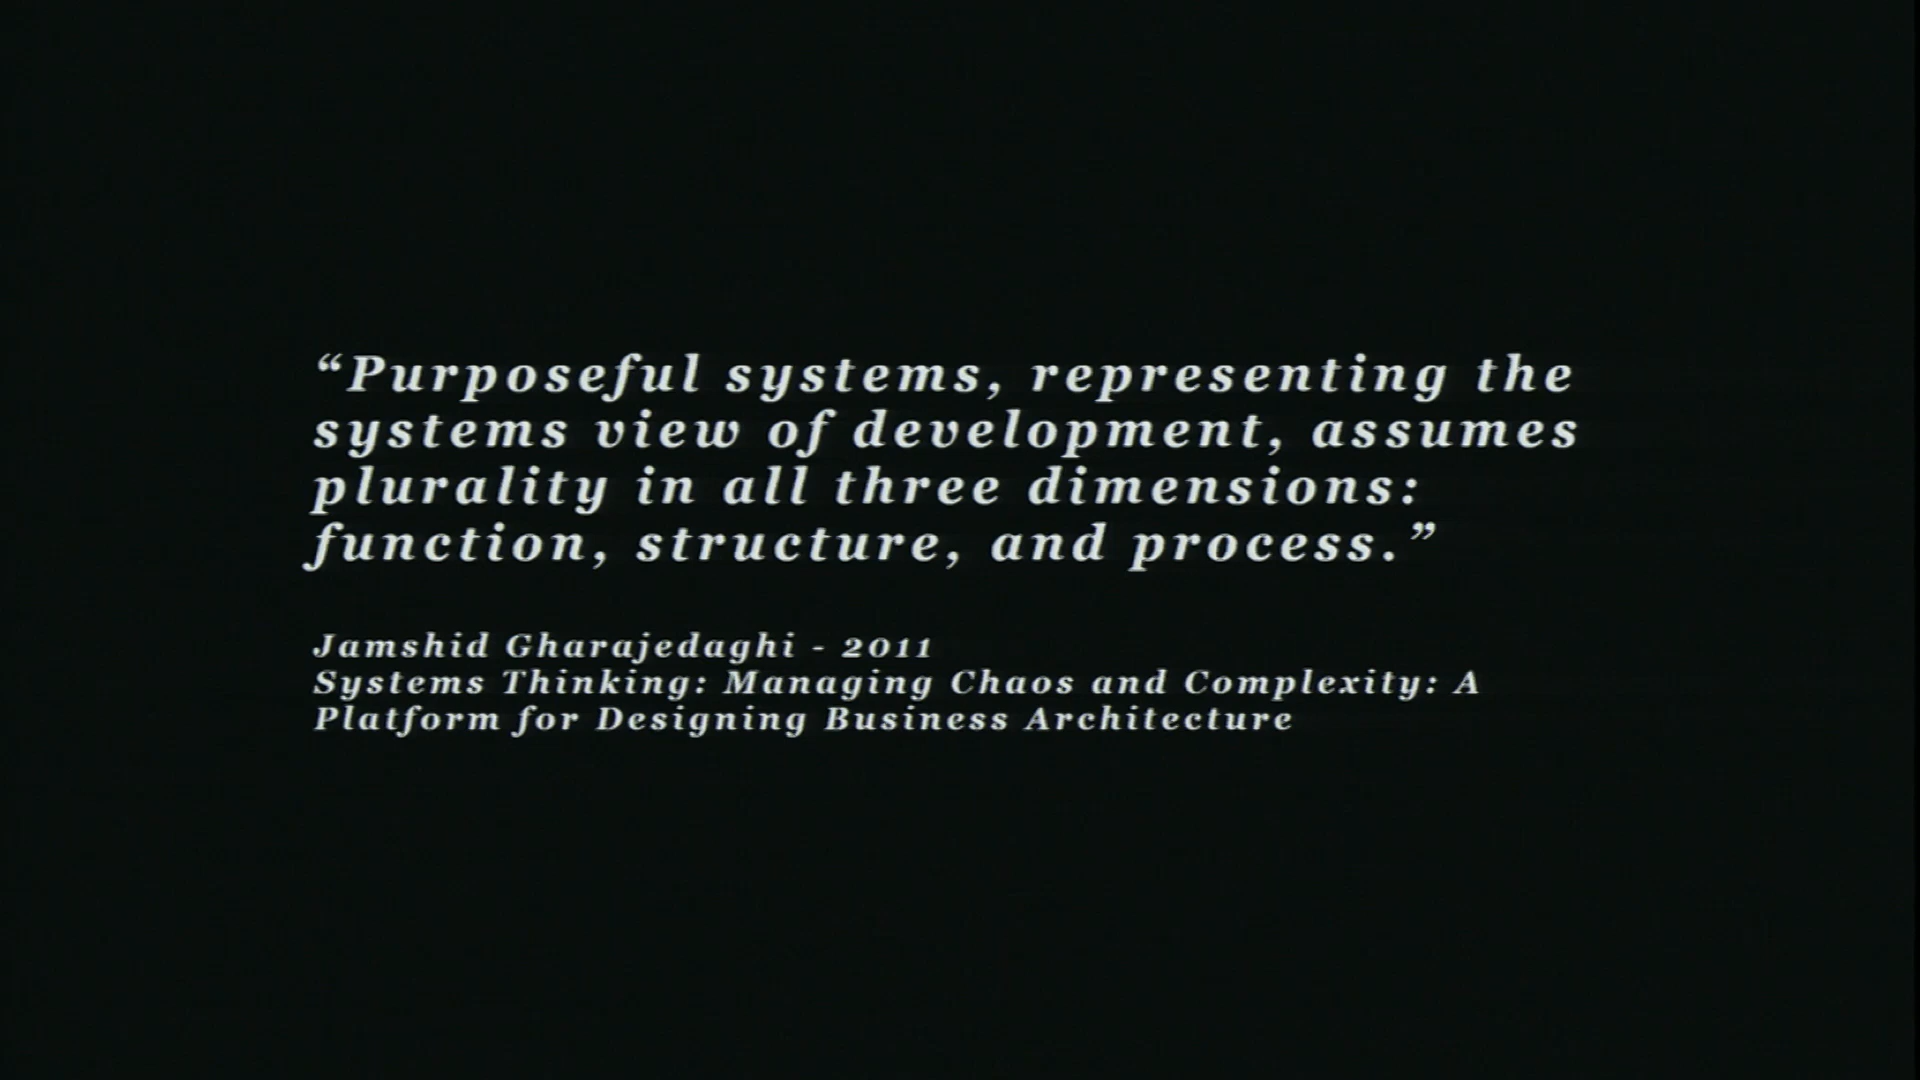 “Purposeful systems, representing the
systems view of development, assumes
plurality in all three dimensions:
function, structure, and process.”
Jamshid Gharajedaghi - 2011
Systems Thinking: Managing Chaos and Complexity: A
Platform for Designing Business Architecture